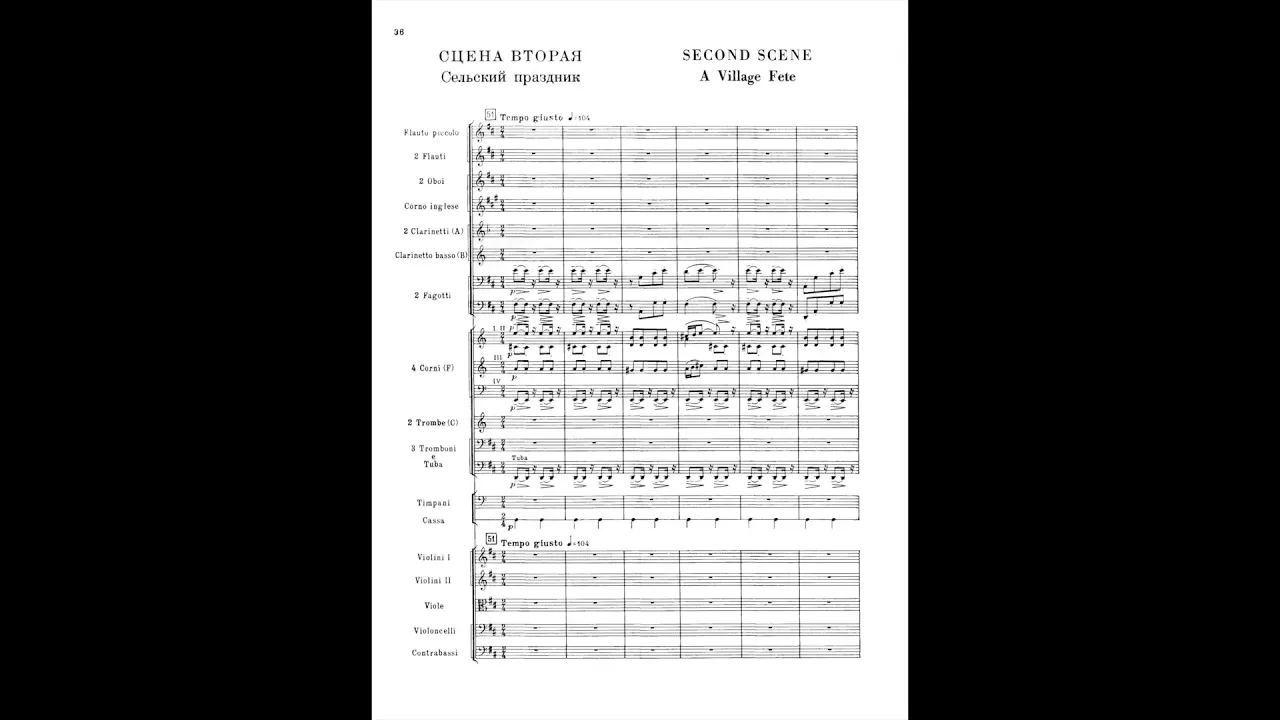 36
СЦЕНА ВТОРАЯ
Сельский праздник
SECOND SCENE
A Village Fete
51 Tempo giusto ♩=104
Flauto piccolo
2 Flauti
2 Oboi
Corno inglese
2 Clarinetti (A)
Clarinetto basso (B)
p
2 Fagotti
p
I. II
p
p
4 Corni (F)
III
p
IV
p
2 Trombe (C)
3 Tromboni
e
Tuba
Tuba
p
Timpani
Cassa
p
51 Tempo giusto ♩=104
Violini I
Violini II
Viole
Violoncelli
Contrabassi